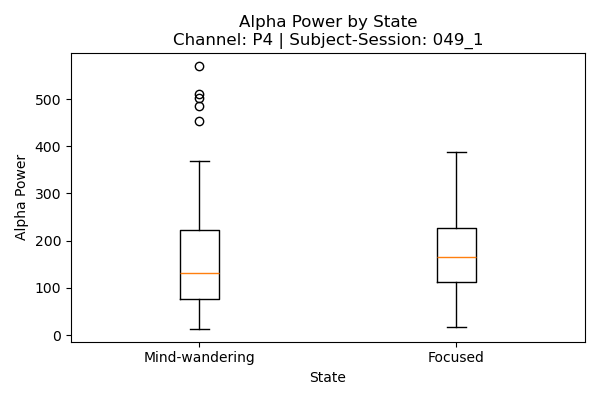 Alpha Power by State
Channel: P4 | Subject-Session: 049_1
500
400
300
200
100
0
Alpha Power
Mind-wandering
Focused
State